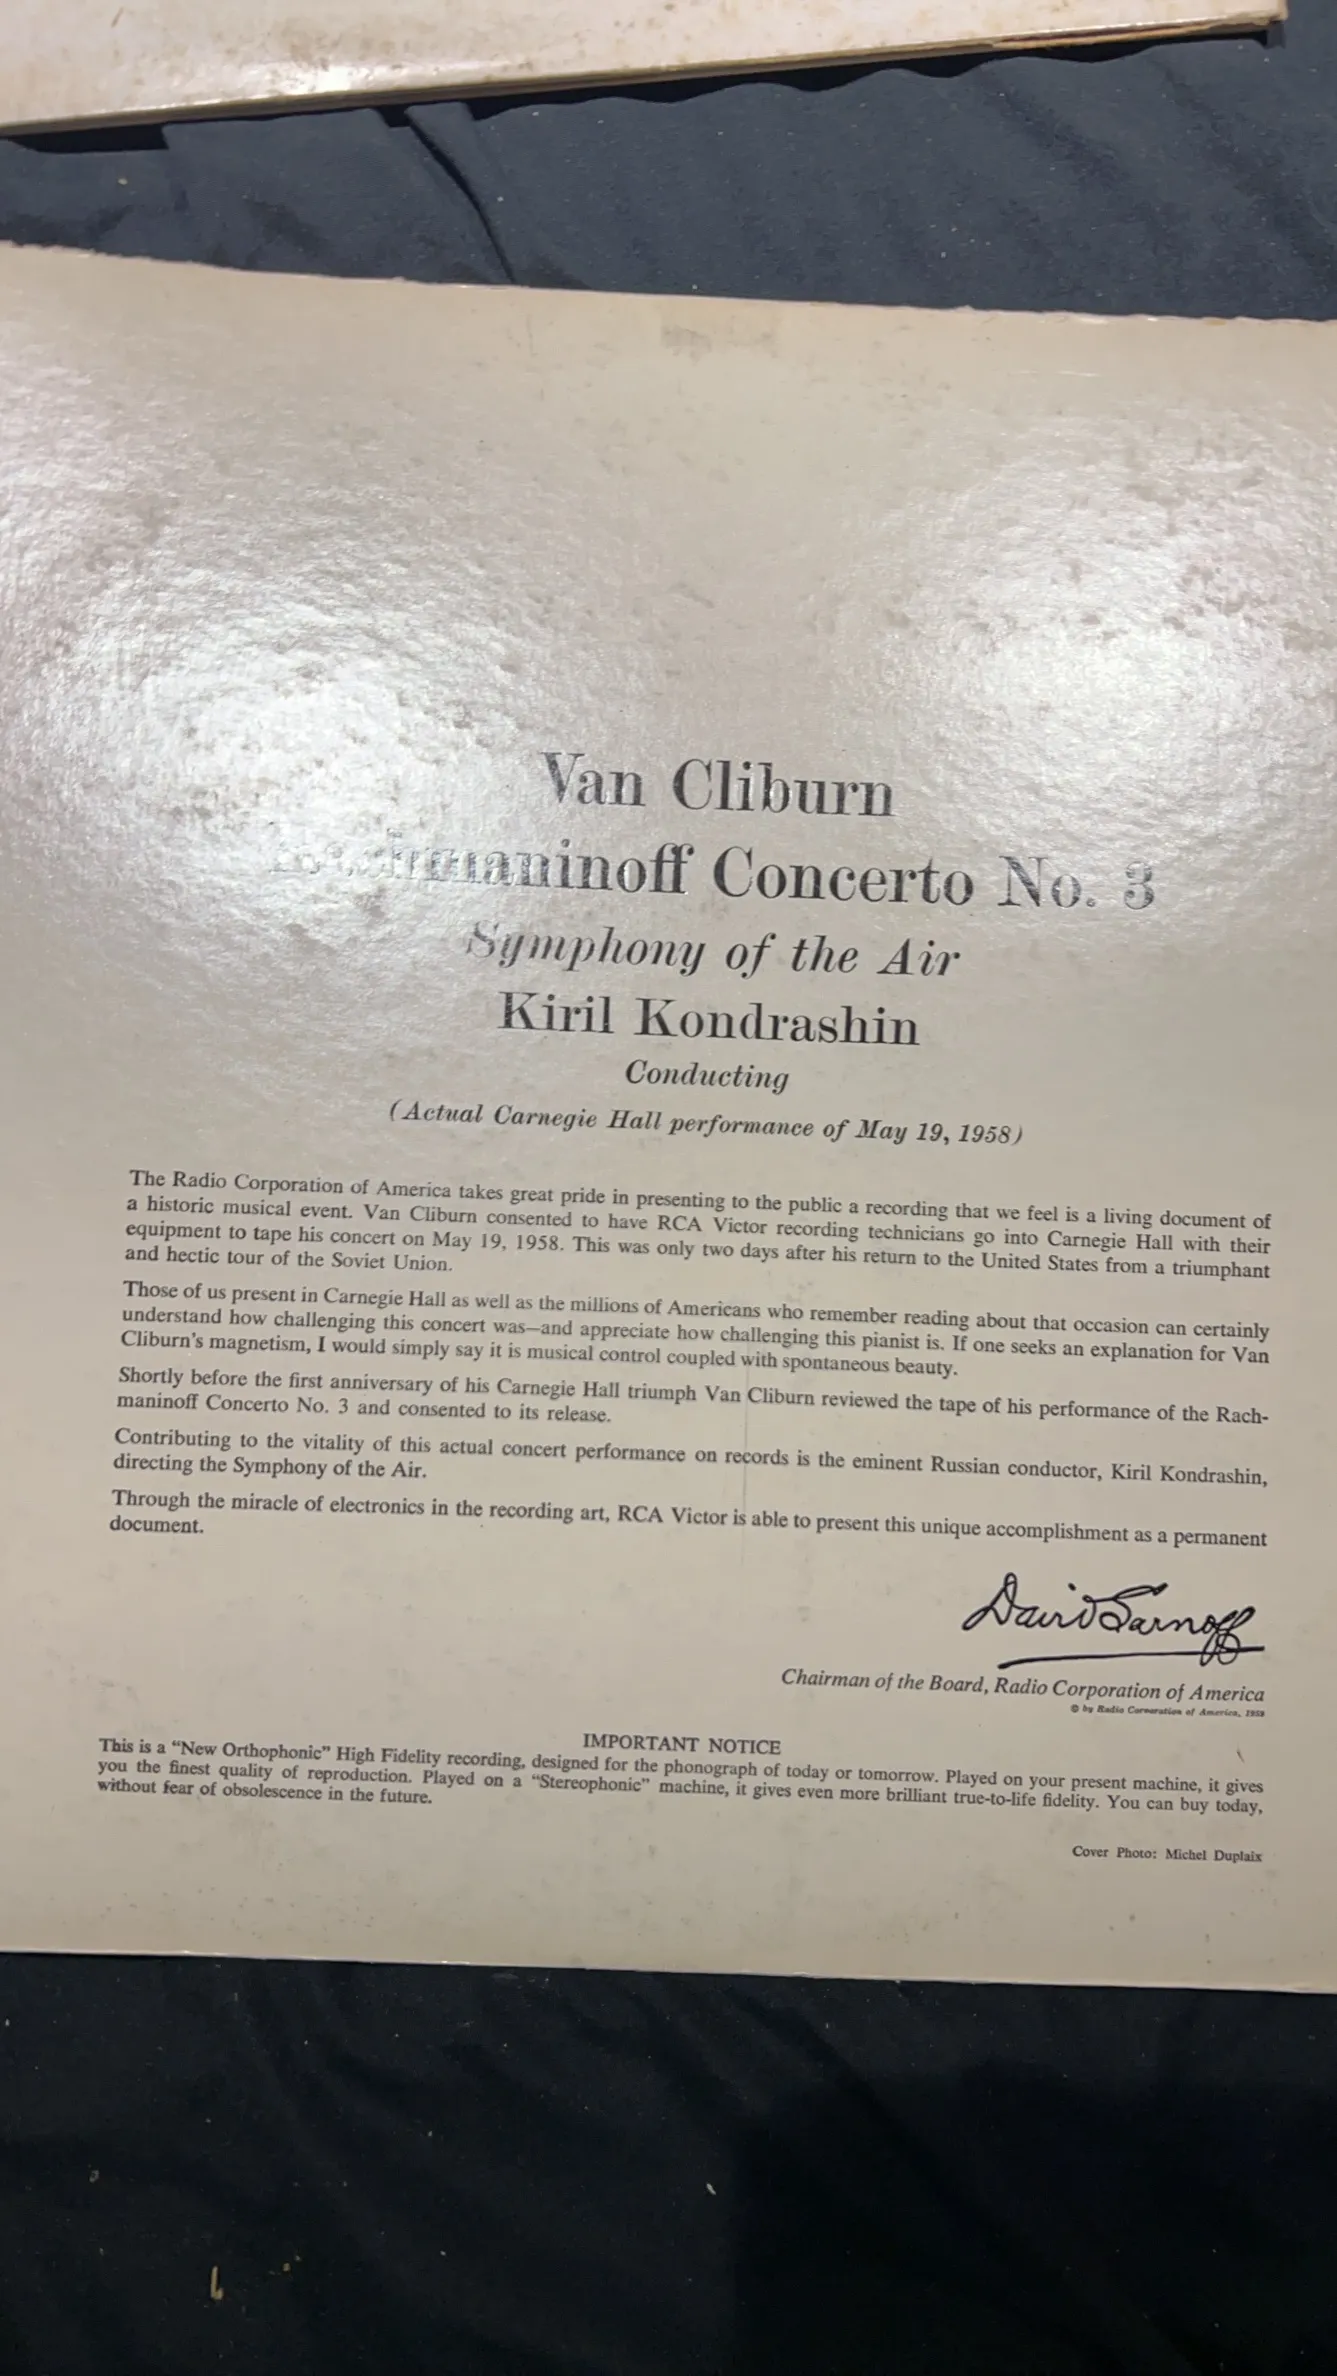 Van Cliburn
Rachmaninoff Concerto No. 3
Symphony of the Air
Kiril Kondrashin
Conducting
(Actual Carnegie Hall performance of May 19, 1958)
The Radio Corporation of America takes great pride in presenting to the public a recording that we feel is a living document of
a historic musical event. Van Cliburn consented to have RCA Victor recording technicians go into Carnegie Hall with their
equipment to tape his concert on May 19, 1958. This was only two days after his return to the United States from a triumphant
and hectic tour of the Soviet Union.
Those of us present in Carnegie Hall as well as the millions of Americans who remember reading about that occasion can certainly
understand how challenging this concert was—and appreciate how challenging this pianist is. If one seeks an explanation for Van
Cliburn's magnetism, I would simply say it is musical control coupled with spontaneous beauty.
Shortly before the first anniversary of his Carnegie Hall triumph Van Cliburn reviewed the tape of his performance of the Rach-
maninoff Concerto No. 3 and consented to its release.
Contributing to the vitality of this actual concert performance on records is the eminent Russian conductor, Kiril Kondrashin,
directing the Symphony of the Air.
Through the miracle of electronics in the recording art, RCA Victor is able to present this unique accomplishment as a permanent
document.
David Sarnoff
Chairman of the Board, Radio Corporation of America
© by Radio Corporation of America, 1959
IMPORTANT NOTICE
This is a "New Orthophonic" High Fidelity recording, designed for the phonograph of today or tomorrow. Played on your present machine, it gives
you the finest quality of reproduction. Played on a "Stereophonic" machine, it gives even more brilliant true-to-life fidelity. You can buy today,
without fear of obsolescence in the future.
Cover Photo: Michel Duplaix